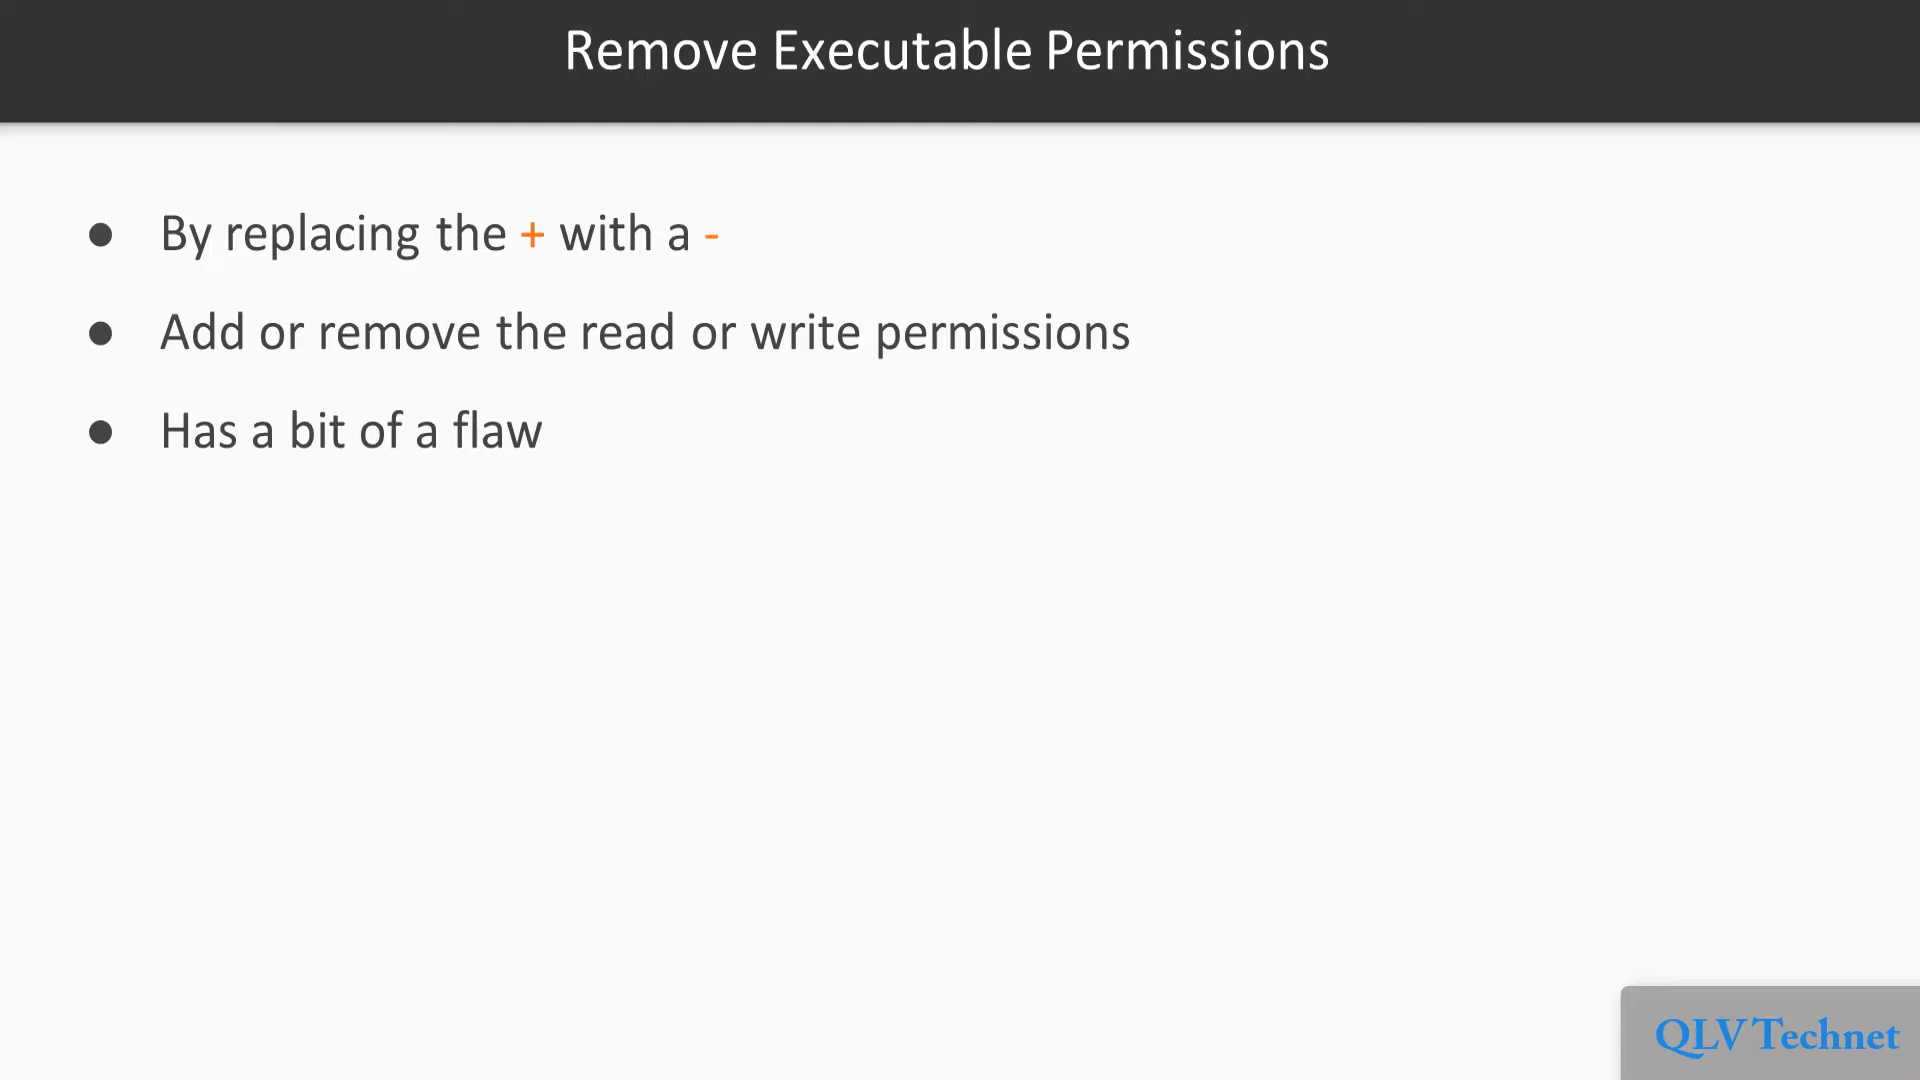 Remove Executable Permissions
● By replacing the + with a -
● Add or remove the read or write permissions
● Has a bit of a flaw
QLV Technet